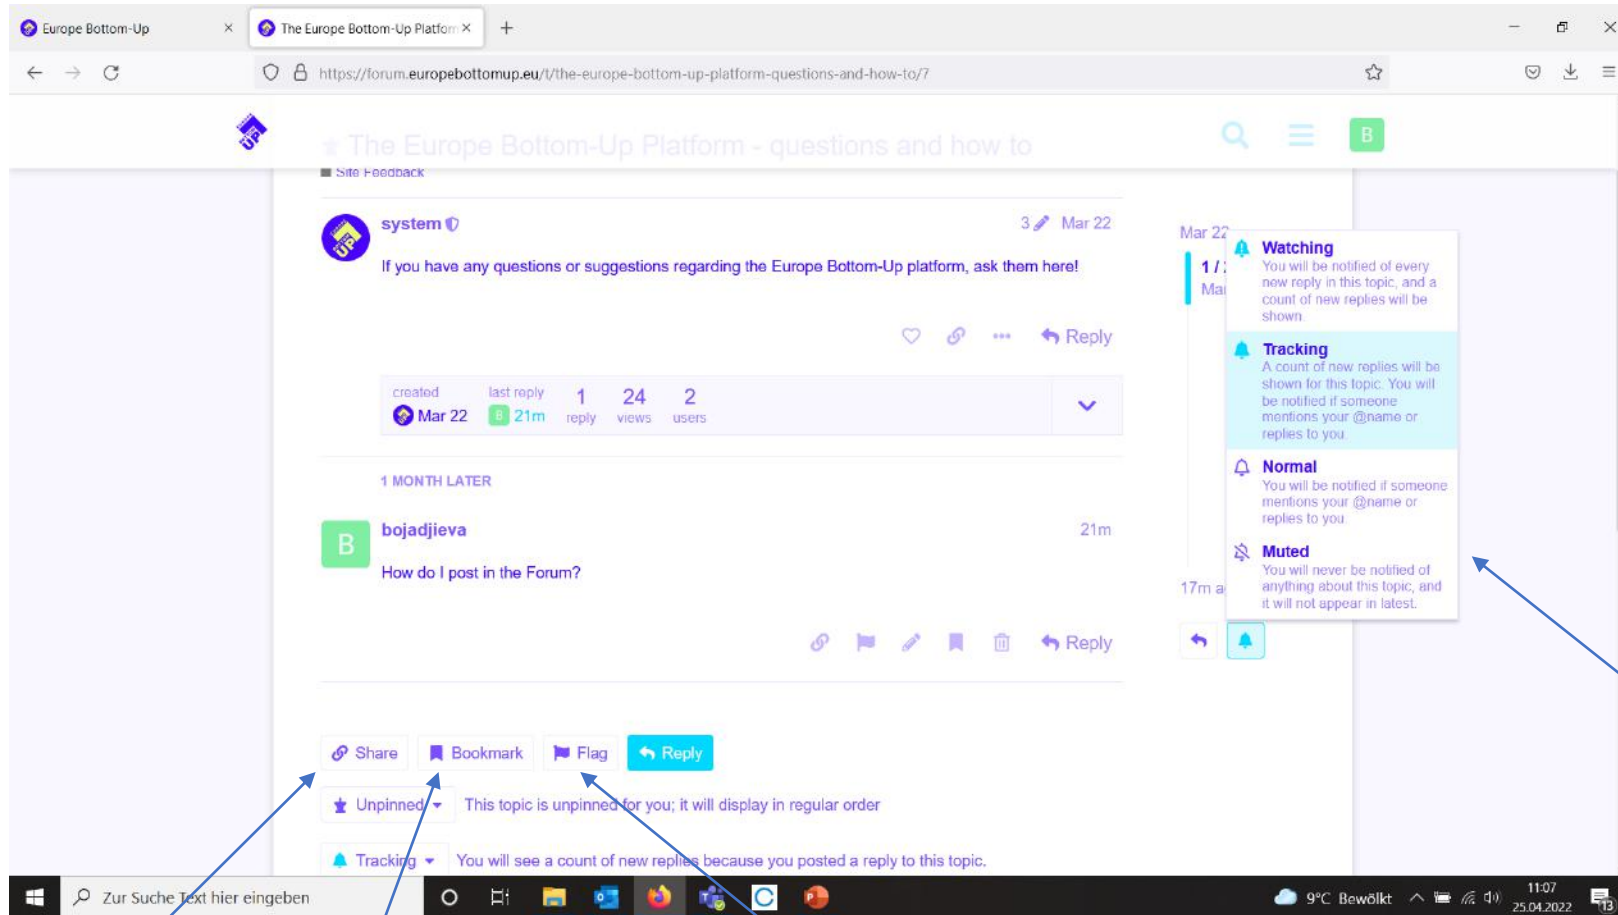 Europe Bottom-Up
The Europe Bottom-Up Platform
https://forum.europebottomup.eu/t/the-europe-bottom-up-platform-questions-and-how-to/7
UP
The Europe Bottom-Up Platform - questions and how to
B
Site Feedback
UP
system
3
Mar 22
If you have any questions or suggestions regarding the Europe Bottom-Up platform, ask them here!
Reply
created
last reply
1
24
2
Mar 22
B
21m
reply
views
users
1 MONTH LATER
B
bojadjieva
21m
How do I post in the Forum?
Reply
Mar 22
1 /
17m
Watching
You will be notified of every
new reply in this topic, and a
count of new replies will be
shown.
Tracking
A count of new replies will be
shown for this topic. You will
be notified if someone
mentions your @name or
replies to you.
Normal
You will be notified if someone
mentions your @name or
replies to you.
Muted
You will never be notified of
anything about this topic, and
it will not appear in latest.
Share
Bookmark
Flag
Reply
Unpinned
This topic is unpinned for you; it will display in regular order
Tracking
You will see a count of new replies because you posted a reply to this topic.
Zur Suche Text hier eingeben
9°C Bewölkt
11:07
25.04.2022
13